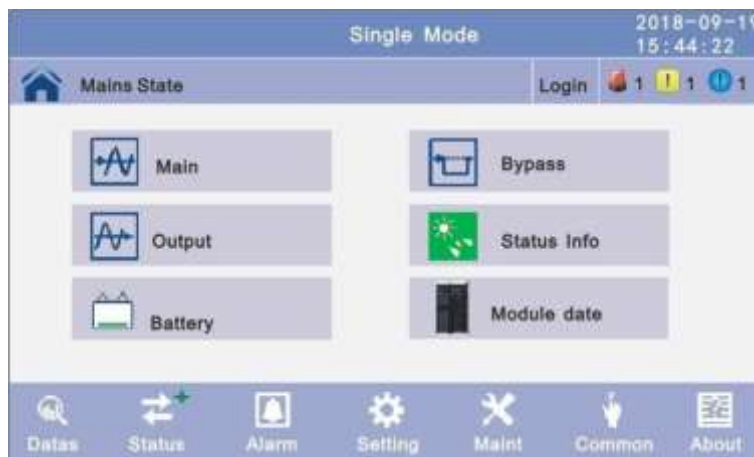 Single Mode
2018-09-19
15:44:22
Mains State
Login
1
! 1
1
Main
Bypass
Output
Status Info
Battery
Module date
Datas
Status
Alarm
Setting
Maint
Common
About